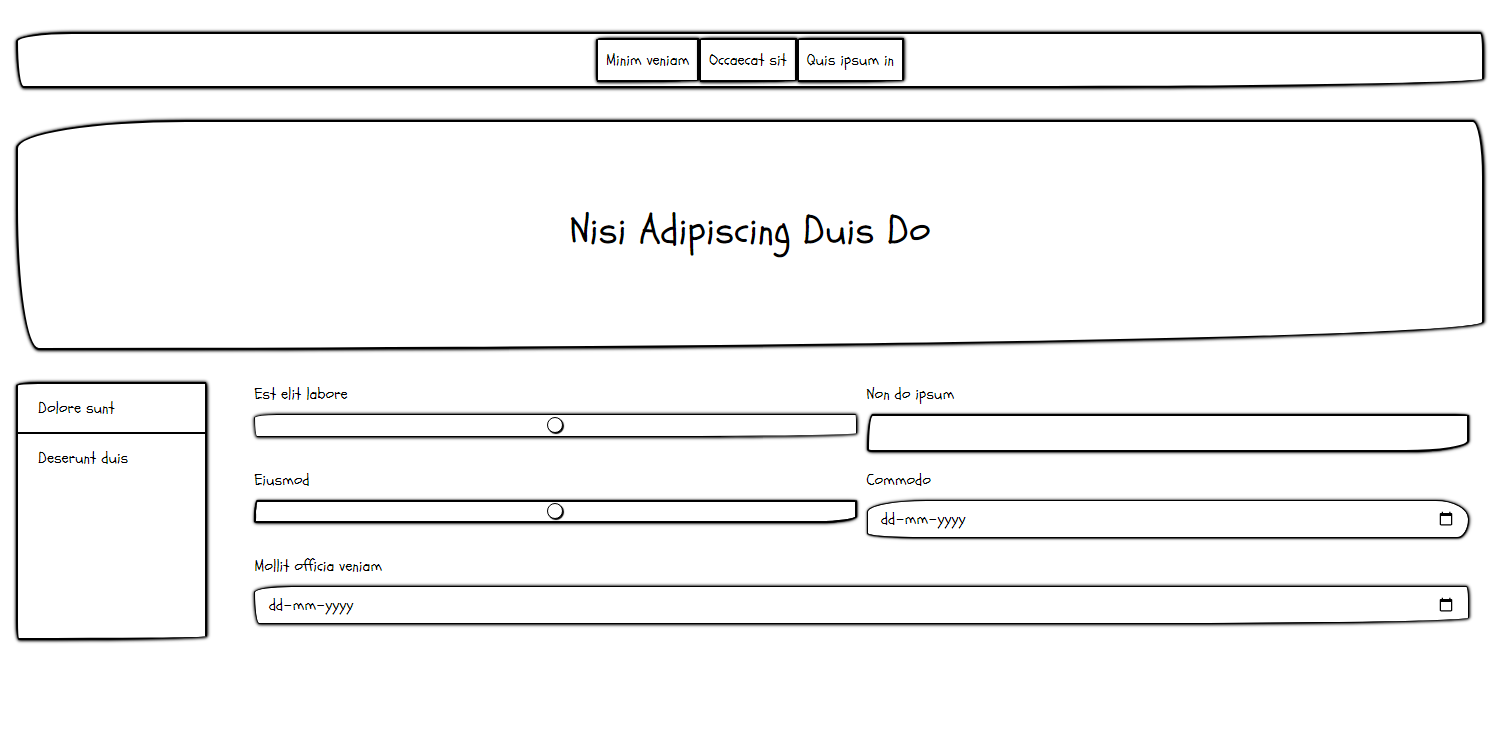 Minim veniam
Occaecat sit
Quis ipsum in
Nisi Adipiscing Duis Do
Dolore sunt
Deserunt duis
Est elit labore
Non do ipsum
Eiusmod
Commodo
dd-mm-yyyy
Mollit officia veniam
dd-mm-yyyy